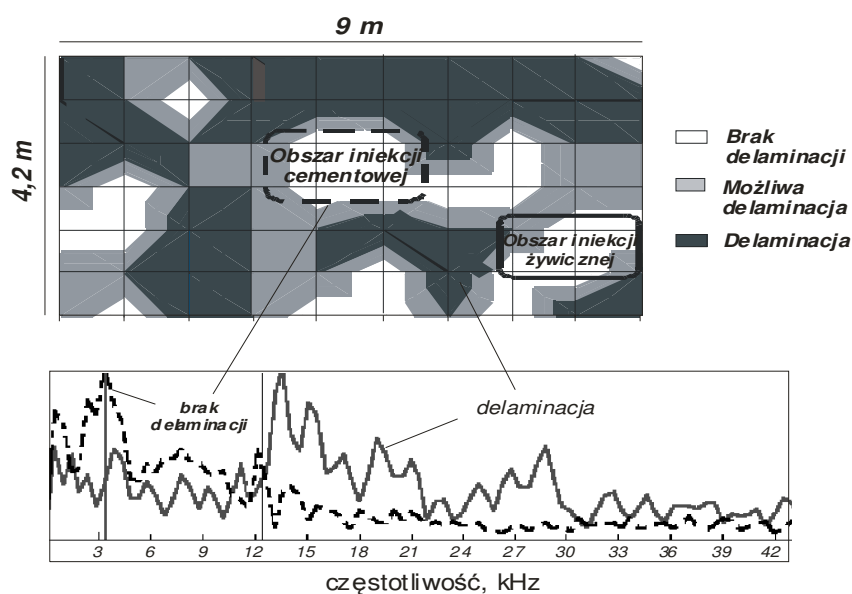 9 m
4,2 m
Obszar iniekcji
cementowej
Obszar iniekcji
żywicznej
Brak
delaminacji
Możliwa
delaminacja
Delaminacja
brak
delaminacji
delaminacja
3 6 9 12 15 18 21 24 27 30 33 36 39 42
częstotliwość, kHz